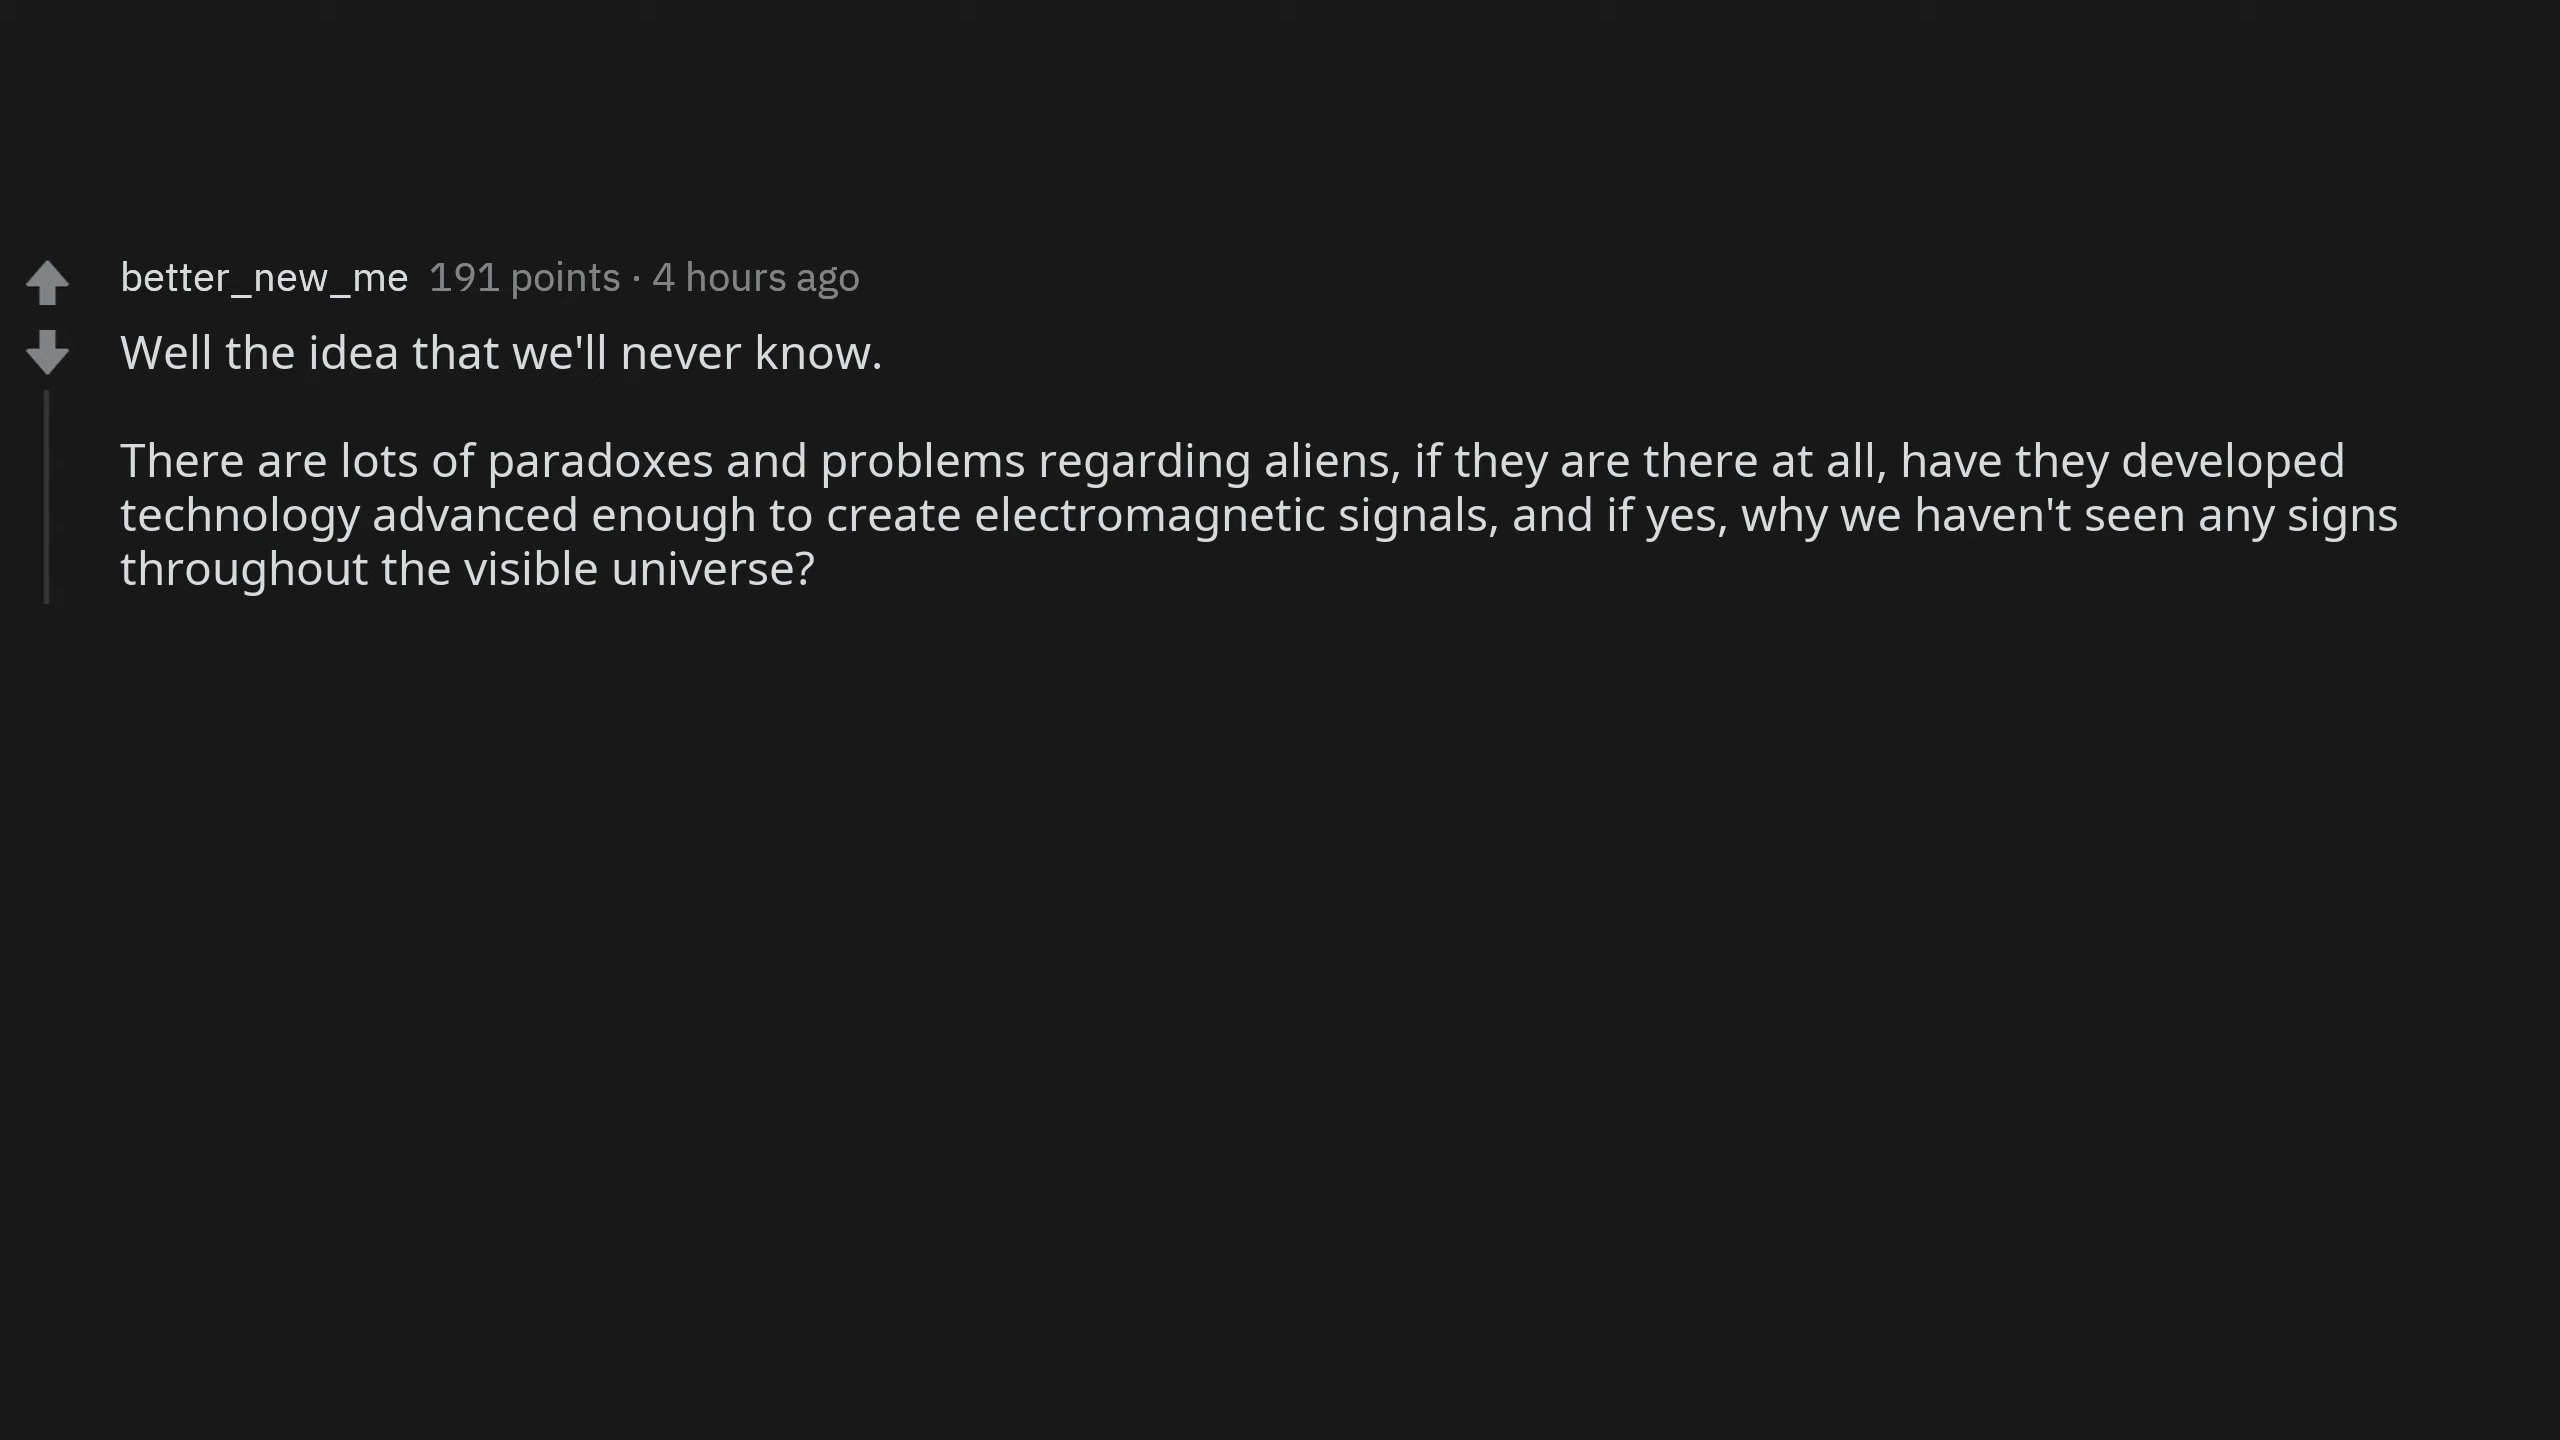 better_new_me 191 points · 4 hours ago
Well the idea that we'll never know.
There are lots of paradoxes and problems regarding aliens, if they are there at all, have they developed
technology advanced enough to create electromagnetic signals, and if yes, why we haven't seen any signs
throughout the visible universe?